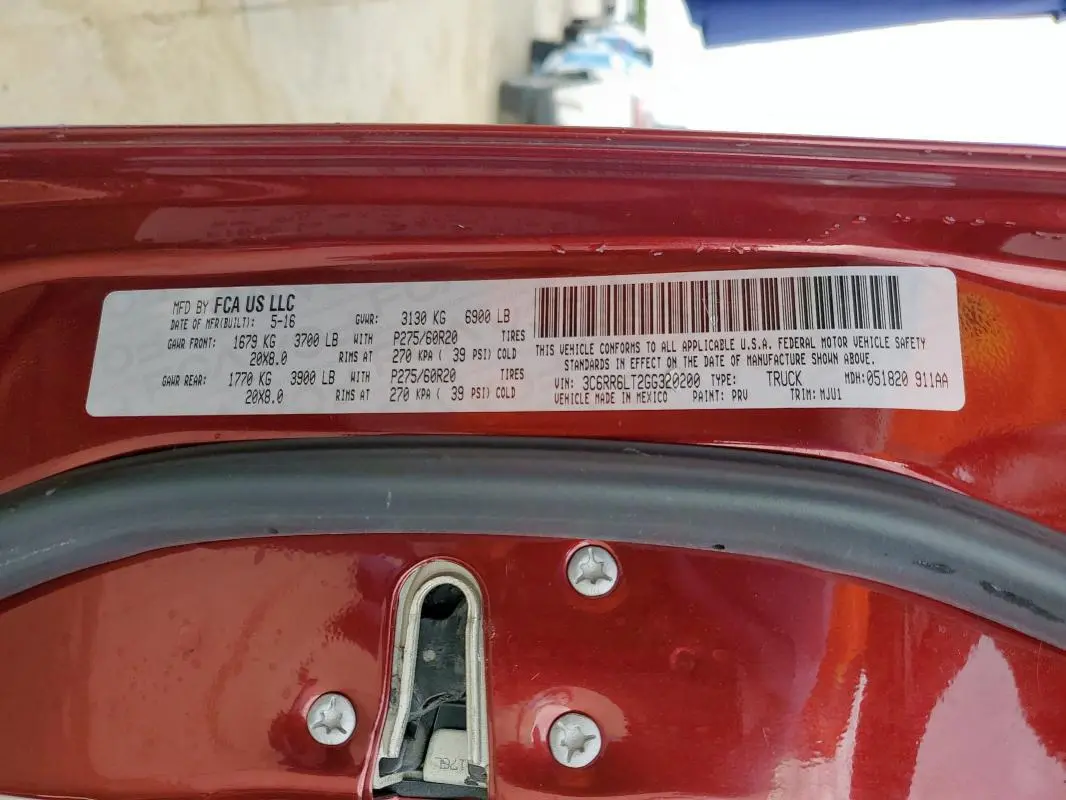 MFD BY FCA US LLC
DATE OF MFR(BUILT): 5-16 GVWR: 3130 KG 6900 LB
GAWR FRONT: 1679 KG 3700 LB WITH P275/60R20 TIRES
20X8.0 RIMS AT 270 KPA ( 39 PSI) COLD
GAWR REAR: 1770 KG 3900 LB WITH P275/60R20 TIRES
20X8.0 RIMS AT 270 KPA ( 39 PSI) COLD
THIS VEHICLE CONFORMS TO ALL APPLICABLE U.S.A. FEDERAL MOTOR VEHICLE SAFETY
STANDARDS IN EFFECT ON THE DATE OF MANUFACTURE SHOWN ABOVE.
VIN: 3C6RR6LT2GG320200 TYPE: TRUCK MDH:051820 911AA
VEHICLE MADE IN MEXICO PAINT: PRV TRIM: MJU1